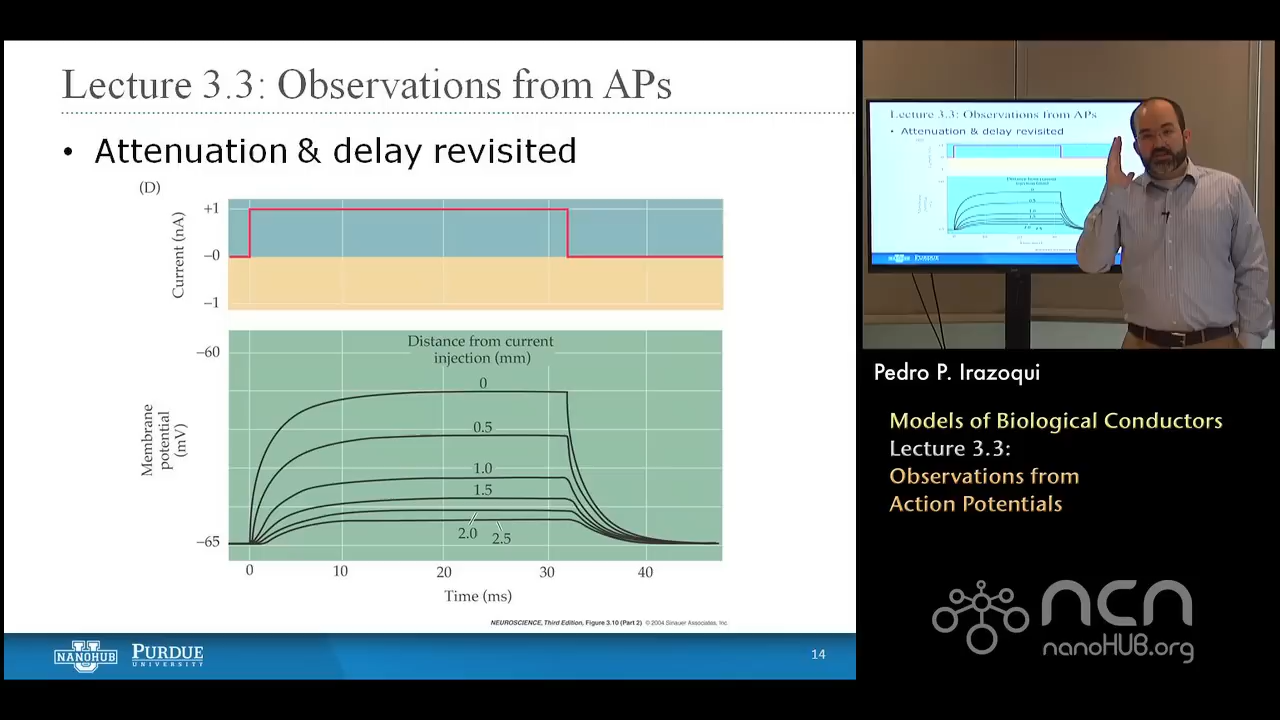 Lecture 3.3: Observations from APs
• Attenuation & delay revisited
(D)
Current (nA)
+1
–0
–1
Distance from current
injection (mm)
Membrane
potential
(mV)
–60
–65
0
0.5
1.0
1.5
2.0
2.5
0
10
20
30
40
Time (ms)
NEUROSCIENCE, Third Edition, Figure 3.10 (Part 2) © 2004 Sinauer Associates, Inc.
U
NANOHUB
PURDUE
UNIVERSITY
14
Lecture 3.3: Observations from APs
• Attenuation & delay revisited
NANOHUB
PURDUE
Pedro P. Irazoqui
Models of Biological Conductors
Lecture 3.3:
Observations from
Action Potentials
ncn
nanoHUB.org